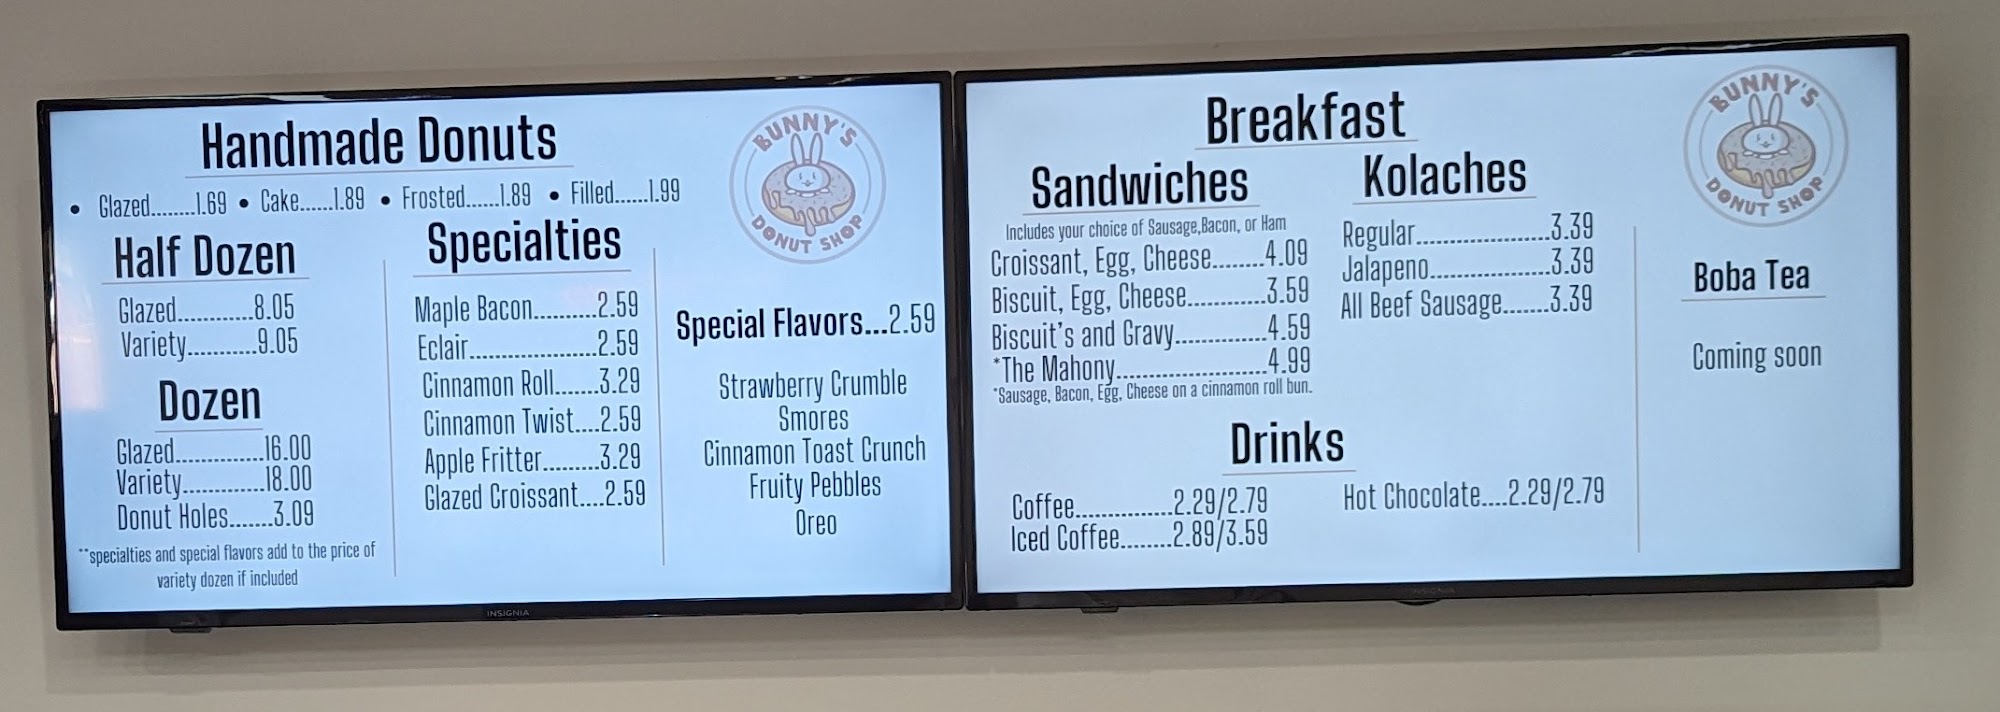 Handmade Donuts
• Glazed........1.69 • Cake......1.89 • Frosted......1.89 • Filled......1.99
Half Dozen
Glazed............8.05
Variety...........9.05
Dozen
Glazed..............16.00
Variety.............18.00
Donut Holes.......3.09
**specialties and special flavors add to the price of
variety dozen if included
Specialties
Maple Bacon..........2.59
Eclair....................2.59
Cinnamon Roll.......3.29
Cinnamon Twist....2.59
Apple Fritter.........3.29
Glazed Croissant....2.59
BUNNY'S
DONUT SHOP
Special Flavors...2.59
Strawberry Crumble
Smores
Cinnamon Toast Crunch
Fruity Pebbles
Oreo
INSIGNIA
Breakfast
Sandwiches
Includes your choice of Sausage,Bacon, or Ham
Croissant, Egg, Cheese........4.09
Biscuit, Egg, Cheese............3.59
Biscuit's and Gravy..............4.59
*The Mahony.......................4.99
*Sausage, Bacon, Egg, Cheese on a cinnamon roll bun.
Kolaches
Regular.....................3.39
Jalapeno...................3.39
All Beef Sausage.......3.39
Drinks
Coffee...............2.29/2.79
Iced Coffee........2.89/3.59
Hot Chocolate....2.29/2.79
BUNNY'S
DONUT SHOP
Boba Tea
Coming soon
INSIGNIA